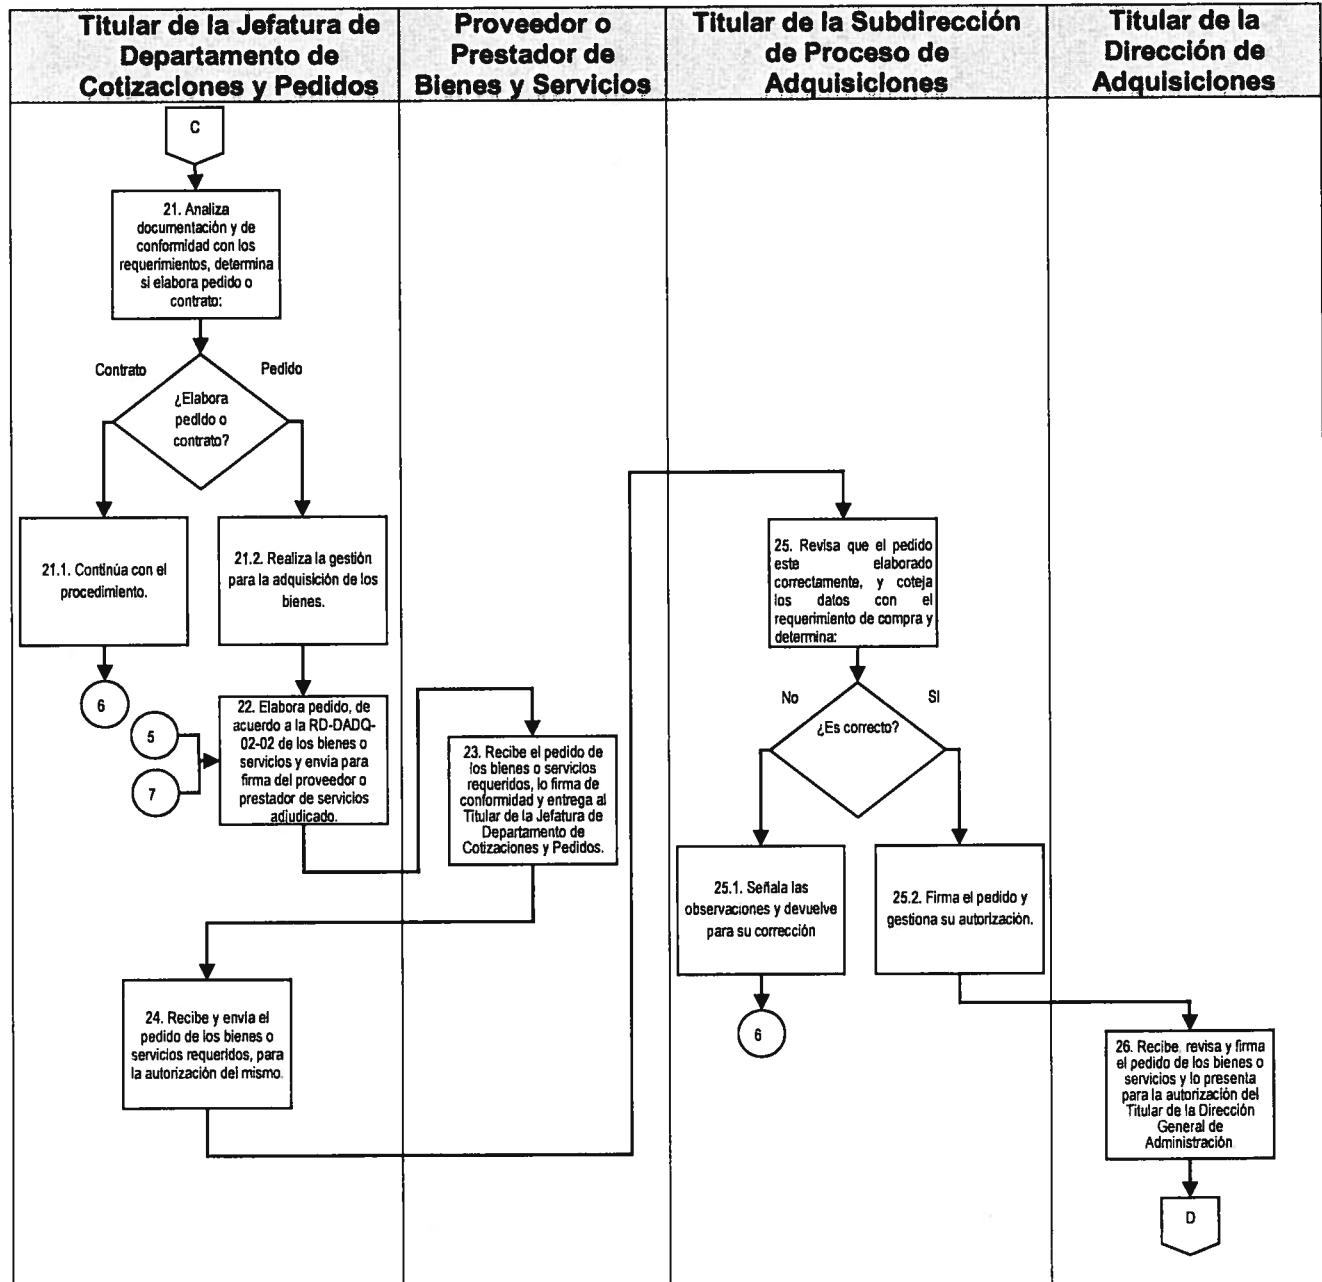 Titular de la Jefatura de
Departamento de
Cotizaciones y Pedidos
Proveedor o
Prestador de
Bienes y Servicios
Titular de la Subdirección
de Proceso de
Adquisiciones
Titular de la
Dirección de
Adquisiciones
C
21. Analiza
documentación y de
conformidad con los
requerimientos, determina
si elabora pedido o
contrato:
Contrato
Pedido
¿Elabora
pedido o
contrato?
21.1. Continúa con el
procedimiento.
21.2. Realiza la gestión
para la adquisición de los
bienes.
6
5
7
22. Elabora pedido, de
acuerdo a la RD-DADQ-
02-02 de los bienes o
servicios y envía para
firma del proveedor o
prestador de servicios
adjudicado.
23. Recibe el pedido de
los bienes o servicios
requeridos, lo firma de
conformidad y entrega al
Titular de la Jefatura de
Departamento de
Cotizaciones y Pedidos.
24. Recibe y envía el
pedido de los bienes o
servicios requeridos, para
la autorización del mismo.
25. Revisa que el pedido
este elaborado
correctamente, y coteja
los datos con el
requerimiento de compra y
determina:
No
SI
¿Es correcto?
25.1. Señala las
observaciones y devuelve
para su corrección
25.2. Firma el pedido y
gestiona su autorización.
6
26. Recibe, revisa y firma
el pedido de los bienes o
servicios y lo presenta
para la autorización del
Titular de la Dirección
General de
Administración
D